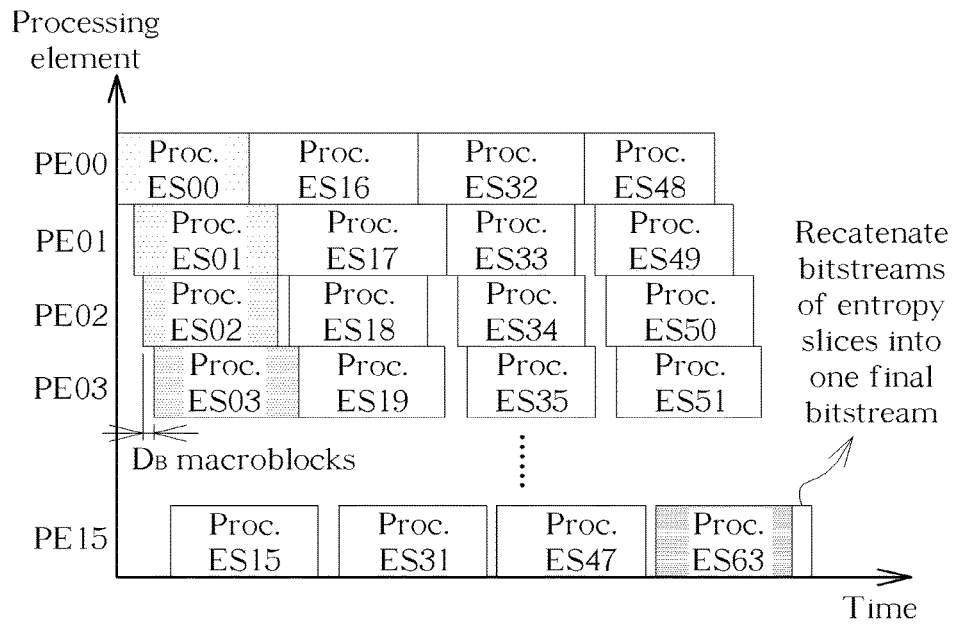 Processing
element
PE00
Proc.
ES00
Proc.
ES16
Proc.
ES32
Proc.
ES48
PE01
Proc.
ES01
Proc.
ES17
Proc.
ES33
Proc.
ES49
PE02
Proc.
ES02
Proc.
ES18
Proc.
ES34
Proc.
ES50
PE03
Proc.
ES03
Proc.
ES19
Proc.
ES35
Proc.
ES51
Recatenate
bitstreams
of entropy
slices into
one final
bitstream
DB macroblocks
PE15
Proc.
ES15
Proc.
ES31
Proc.
ES47
Proc.
ES63
Time